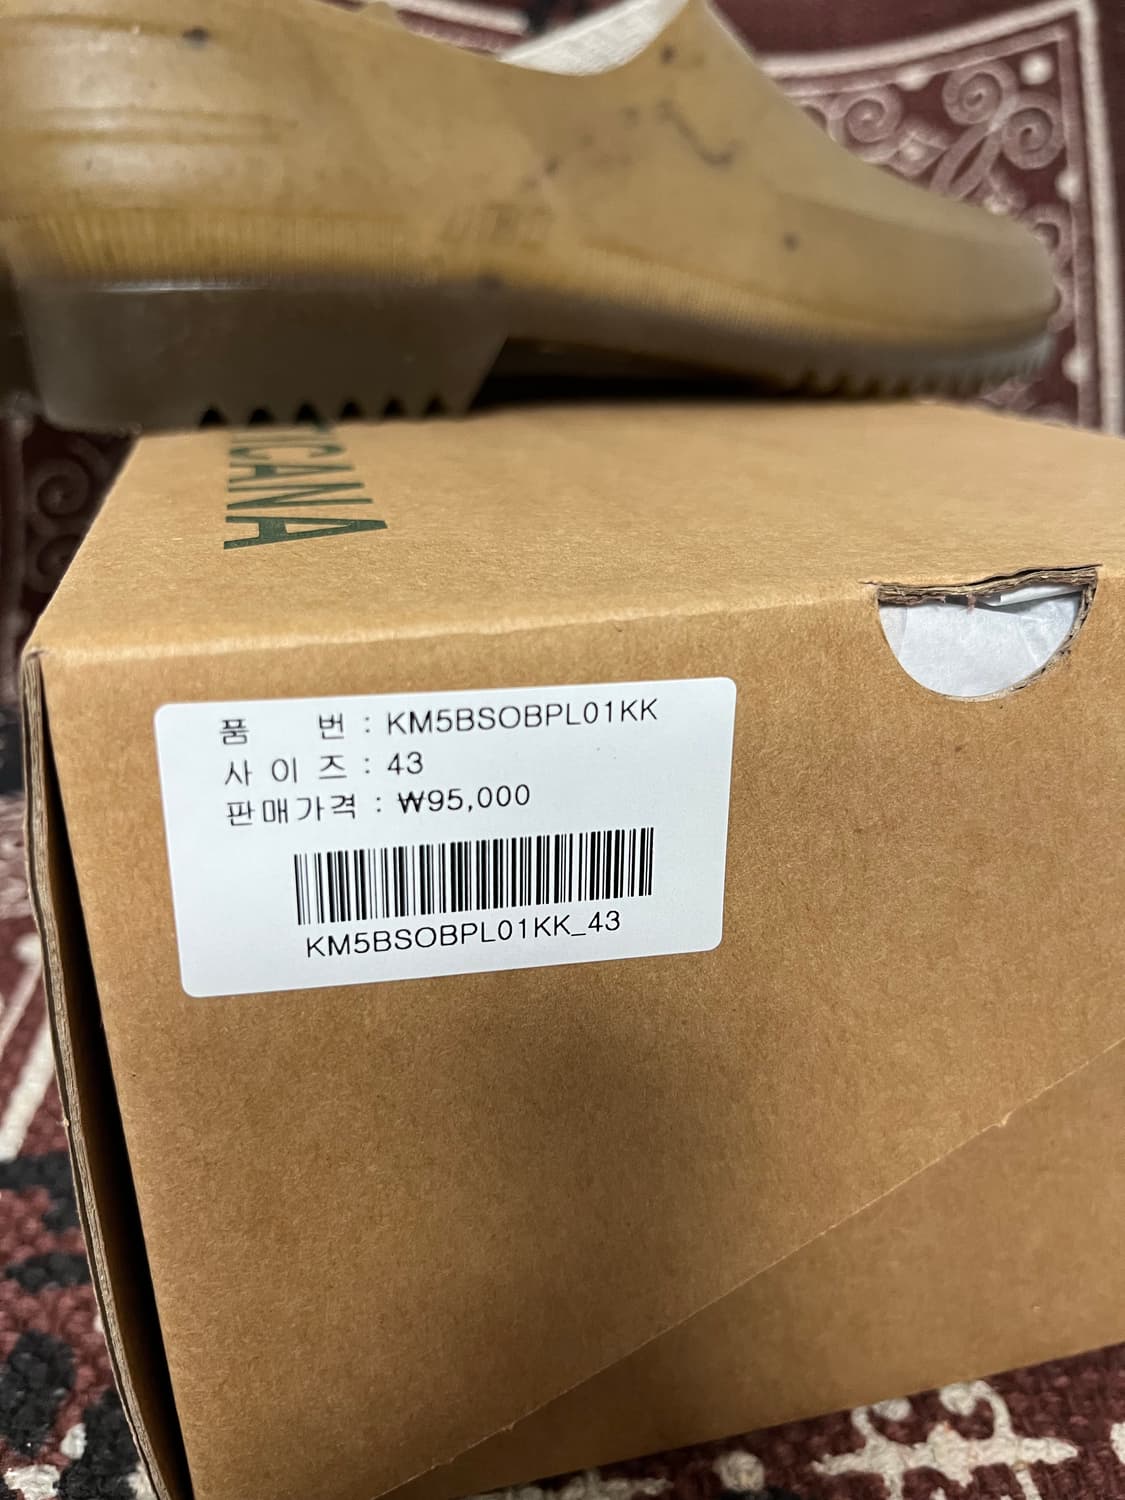 품 번 : KM5BSOBPL01KK
사 이 즈 : 43
판매가격 : ₩95,000
KM5BSOBPL01KK_43